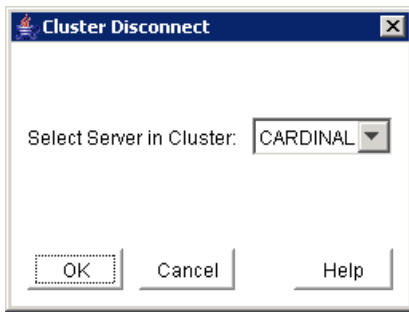 Cluster Disconnect
Select Server in Cluster: CARDINAL
OK Cancel Help